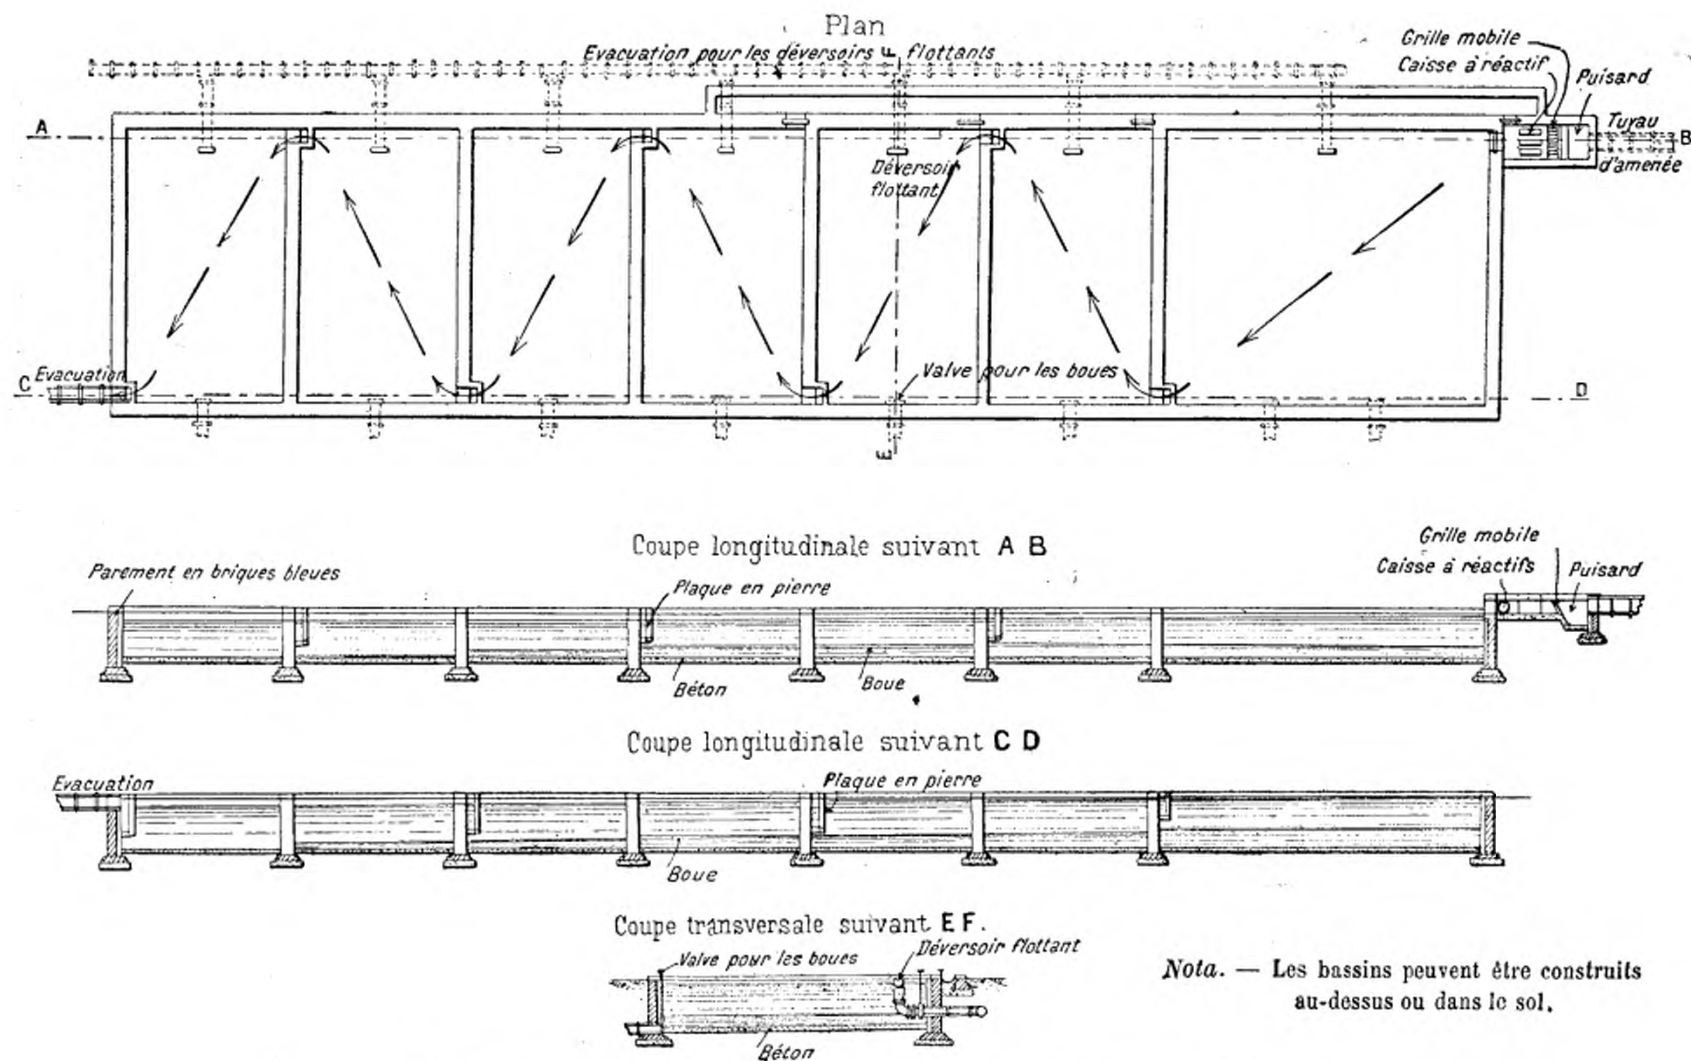 Plan
Evacuation pour les déversoirs F flottants
Grille mobile
Caisse à réactif
Puisard
A
Tuyau
B
d'amenée
Déversoir
flottant
C Evacuation
Valve pour les boues
D
E
Coupe longitudinale suivant A B
Grille mobile
Parement en briques bleues
Caisse à réactifs
Puisard
Plaque en pierre
Béton
Boue
Coupe longitudinale suivant C D
Evacuation
Plaque en pierre
Boue
Coupe transversale suivant E F.
Valve pour les boues
Déversoir flottant
Nota. — Les bassins peuvent être construits
au-dessus ou dans le sol.
Béton